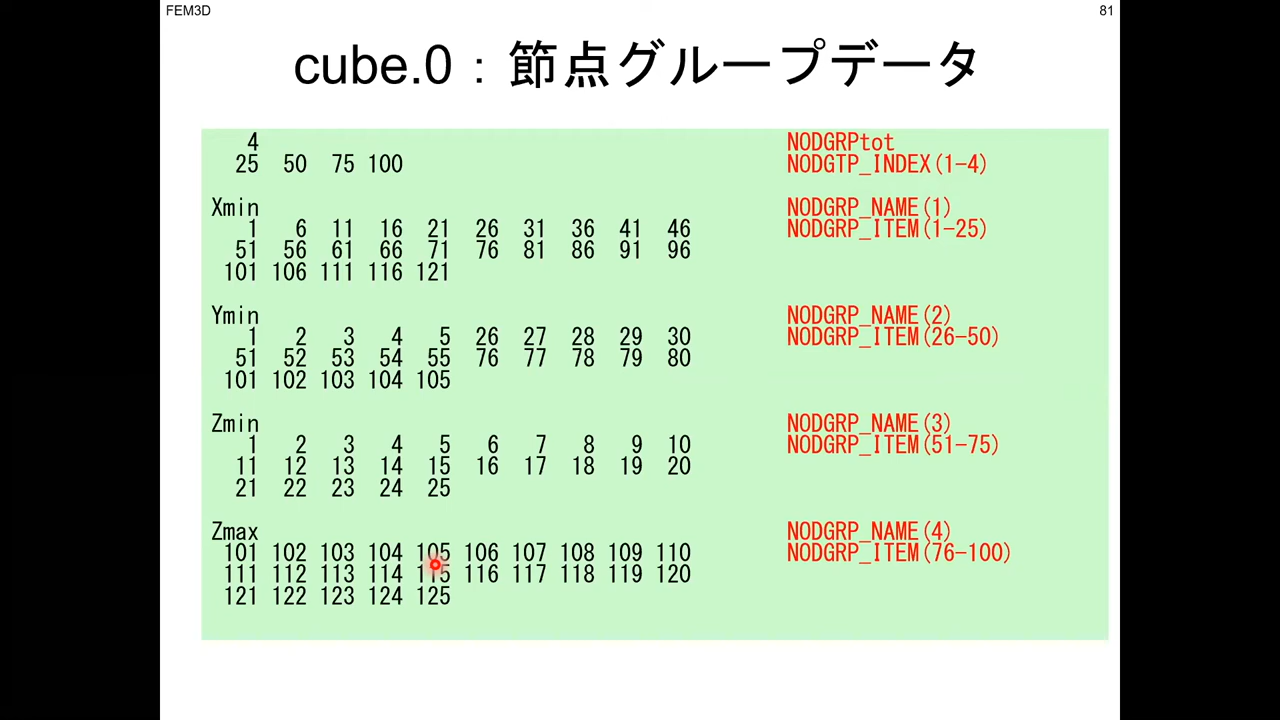 FEM3D
81
cube.0：節点グループデータ
4 NODGRPtot
25 50 75 100 NODGTP_INDEX(1-4)
Xmin NODGRP_NAME(1)
1 6 11 16 21 26 31 36 41 46 NODGRP_ITEM(1-25)
51 56 61 66 71 76 81 86 91 96
101 106 111 116 121
Ymin NODGRP_NAME(2)
1 2 3 4 5 26 27 28 29 30 NODGRP_ITEM(26-50)
51 52 53 54 55 76 77 78 79 80
101 102 103 104 105
Zmin NODGRP_NAME(3)
1 2 3 4 5 6 7 8 9 10 NODGRP_ITEM(51-75)
11 12 13 14 15 16 17 18 19 20
21 22 23 24 25
Zmax NODGRP_NAME(4)
101 102 103 104 105 106 107 108 109 110 NODGRP_ITEM(76-100)
111 112 113 114 115 116 117 118 119 120
121 122 123 124 125